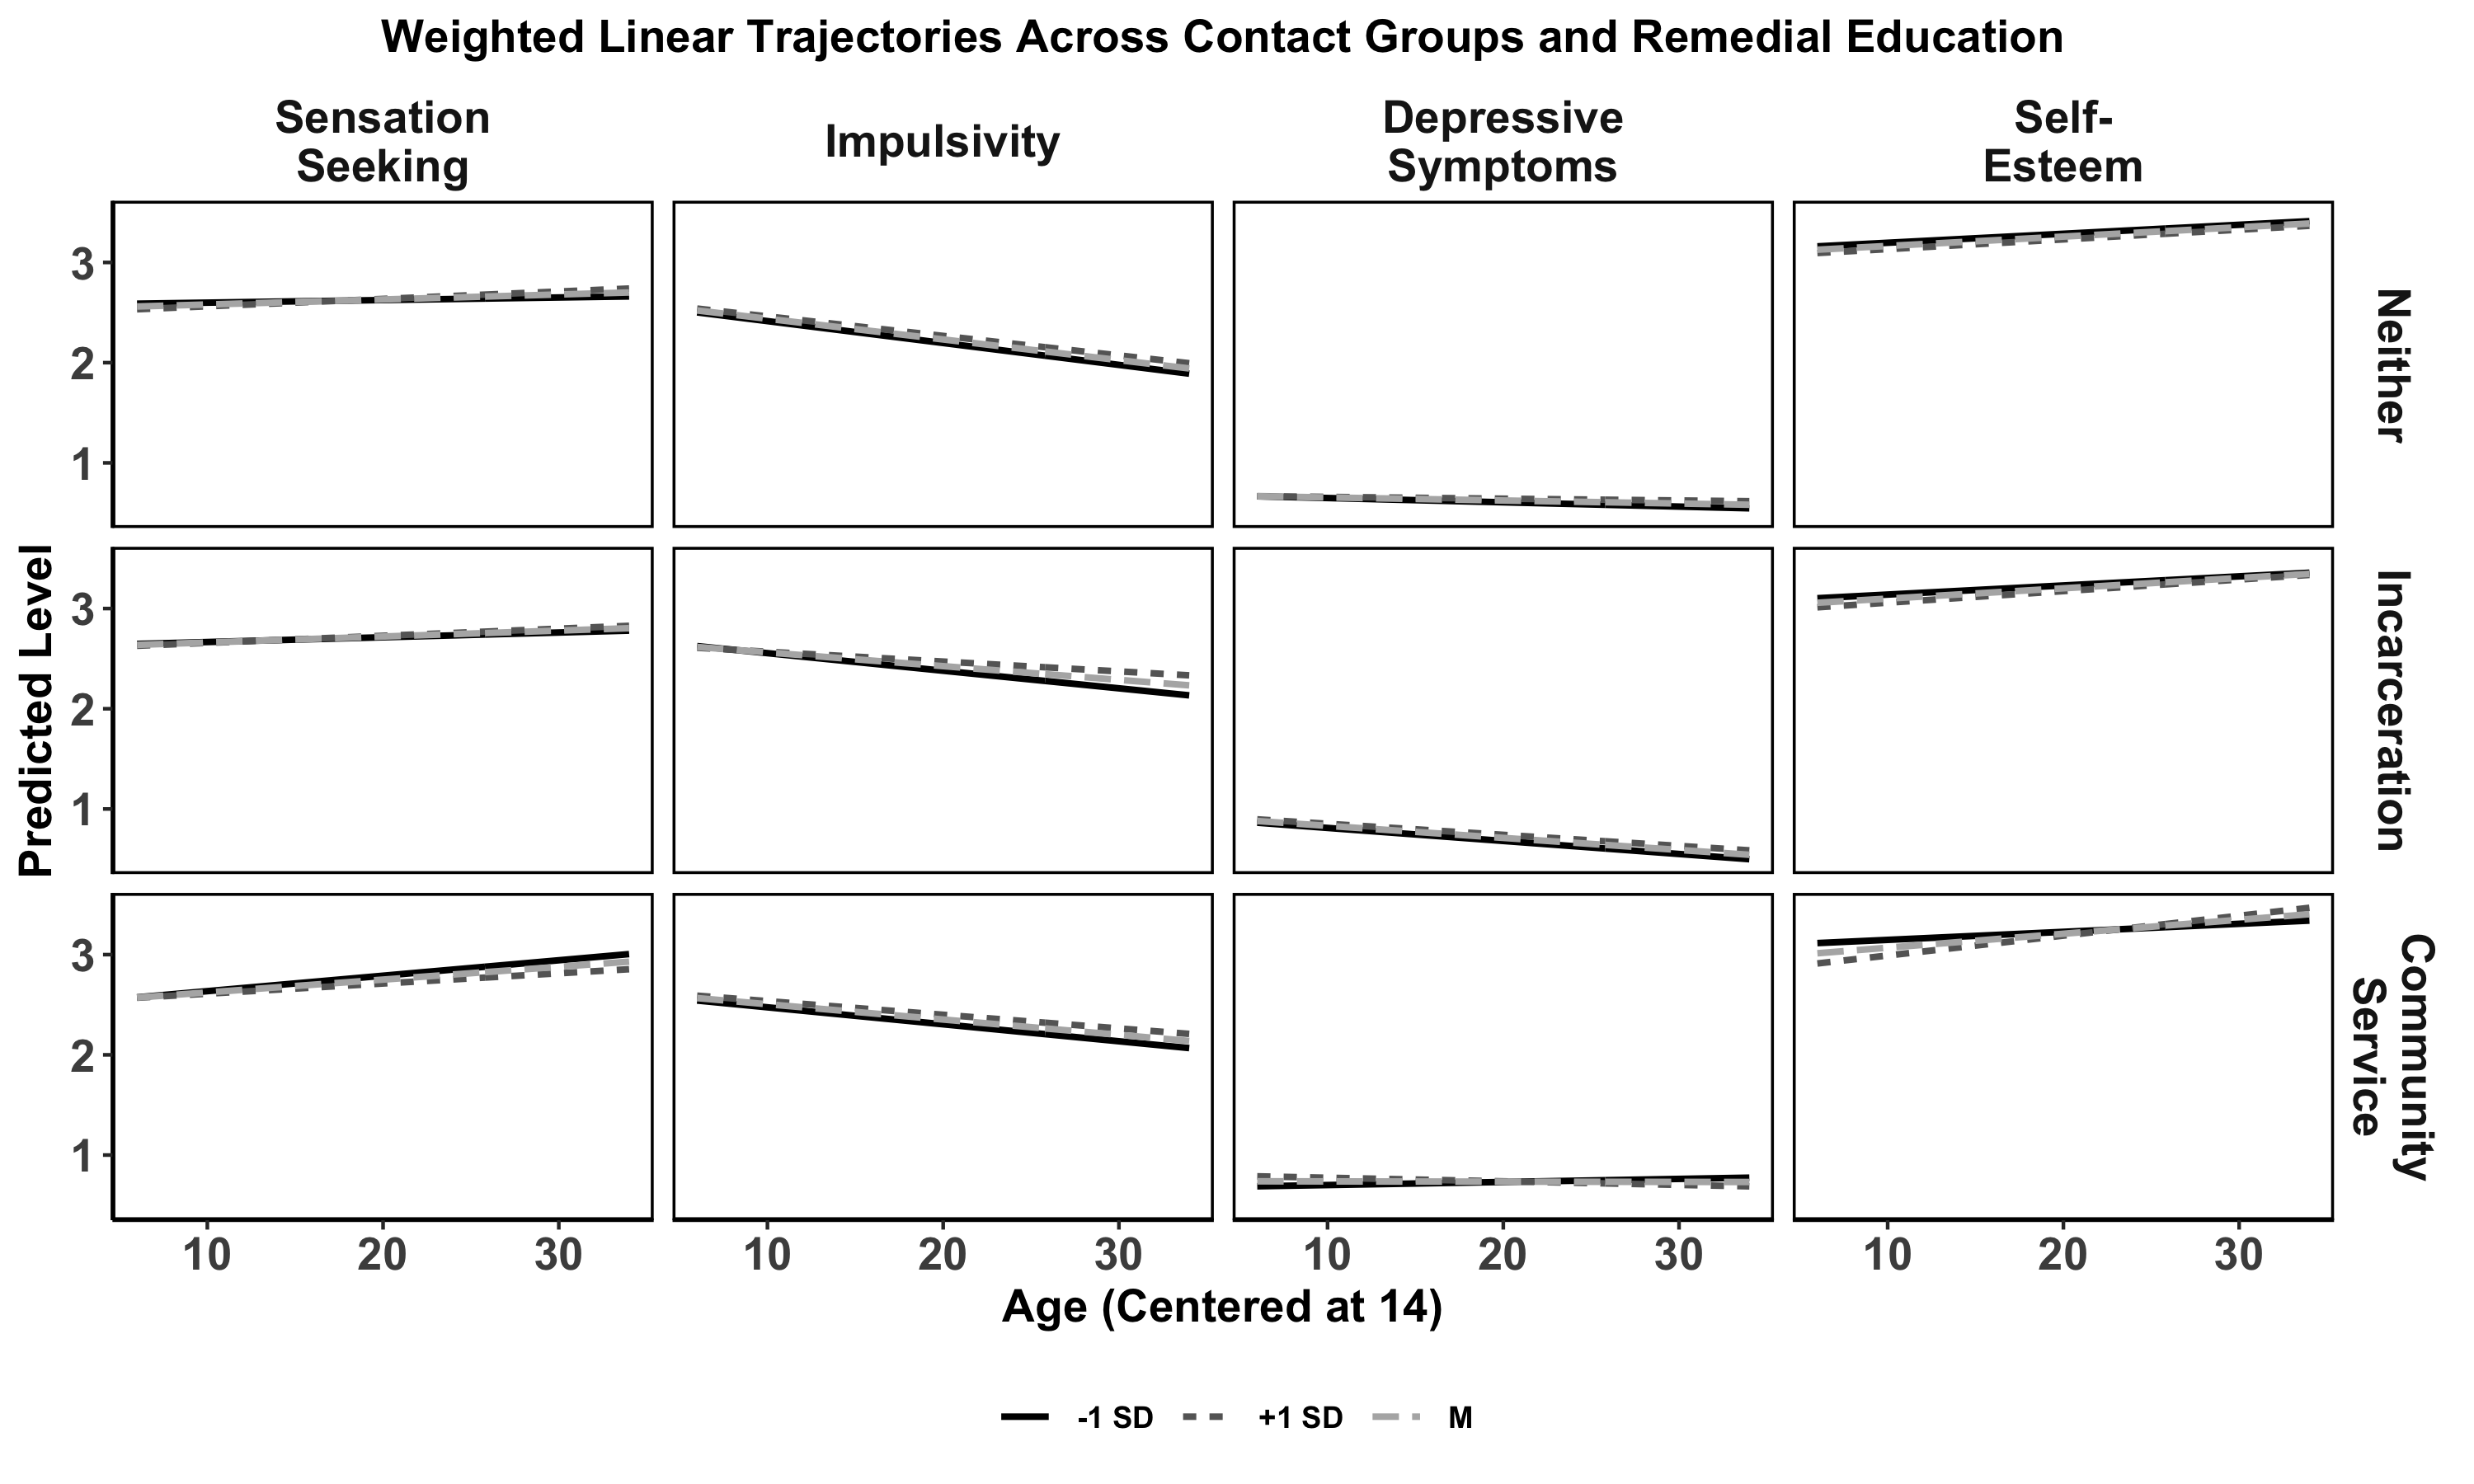 Weighted Linear Trajectories Across Contact Groups and Remedial Education
Sensation
Seeking
Impulsivity
Depressive
Symptoms
Self-
Esteem
Predicted Level
3
2
1
Neither
3
2
1
Incarceration
3
2
1
Community
Service
10 20 30 10 20 30 10 20 30 10 20 30
Age (Centered at 14)
-1 SD +1 SD M